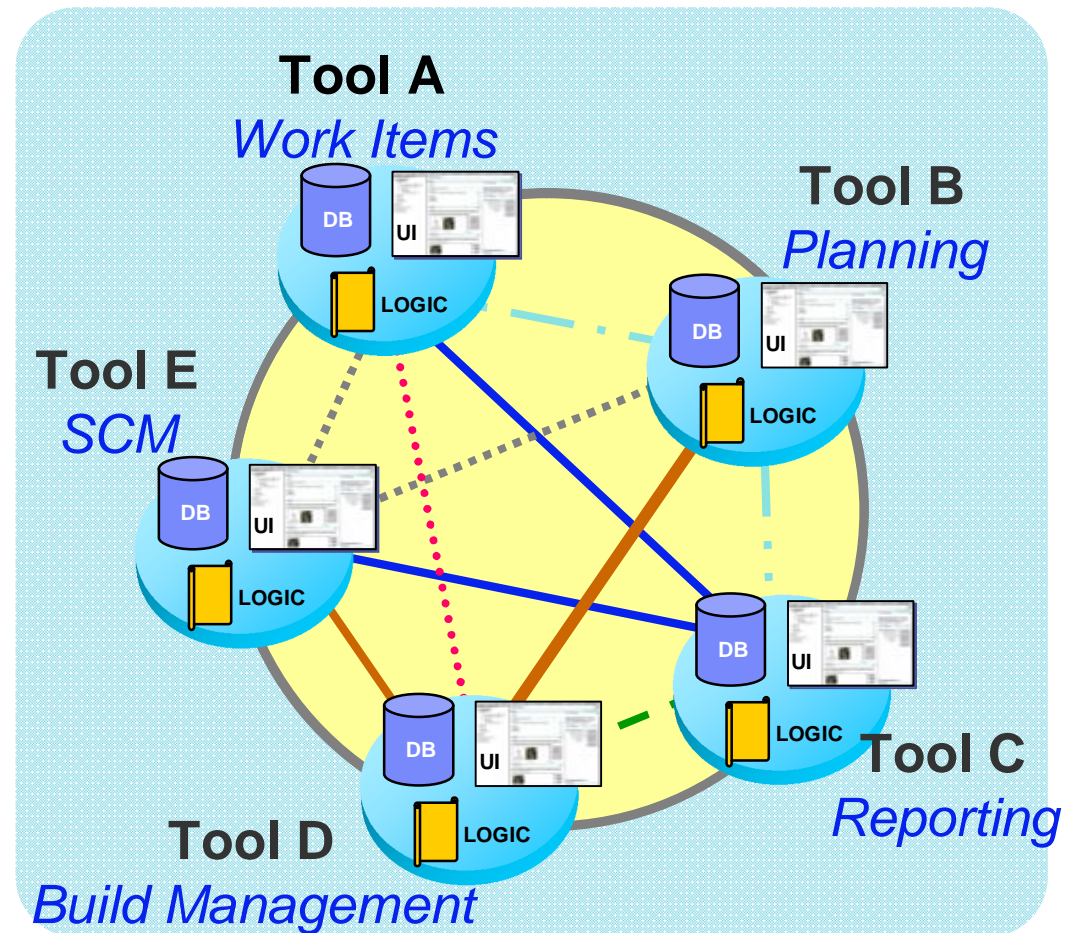 Tool A
Work Items
DB
UI
LOGIC
Tool B
Planning
DB
UI
LOGIC
Tool E
SCM
DB
UI
LOGIC
DB
UI
LOGIC
Tool C
Reporting
DB
UI
LOGIC
Tool D
Build Management